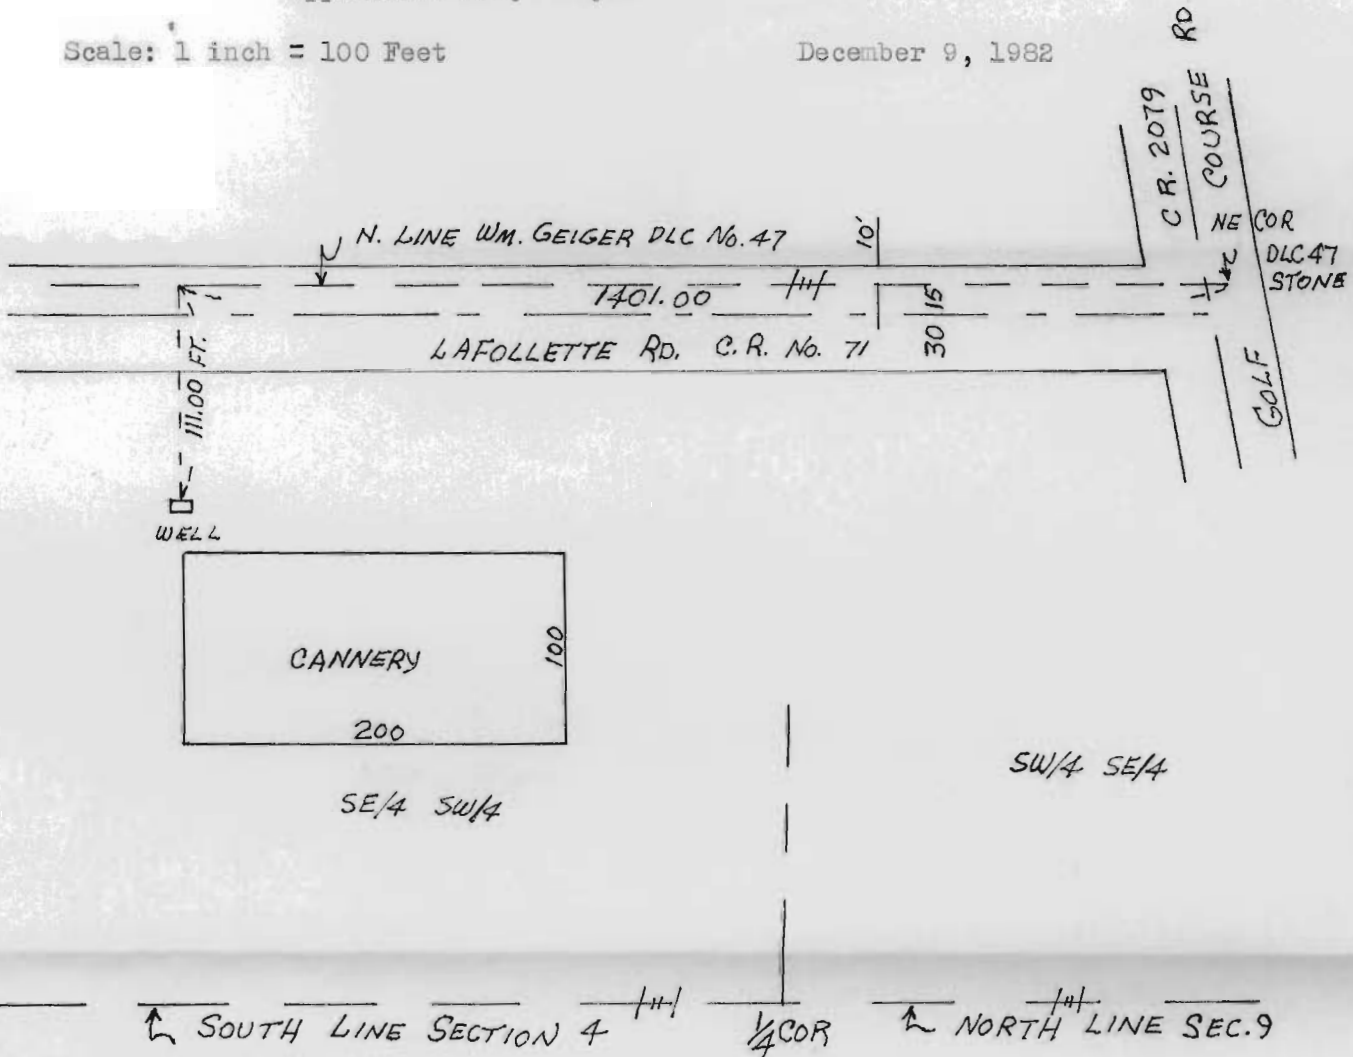 Scale: 1 inch = 100 Feet
December 9, 1982
C R. 2079
GOLF COURSE RD
N. LINE WM. GEIGER DLC No. 47
10'
NE COR
DLC 47
STONE
1401.00
30 15
LAFOLLETTE RD. C.R. No. 71
111.00 FT.
WELL
CANNERY
100
200
SE/4 SW/4
SW/4 SE/4
SOUTH LINE SECTION 4
1/4 COR
NORTH LINE SEC. 9